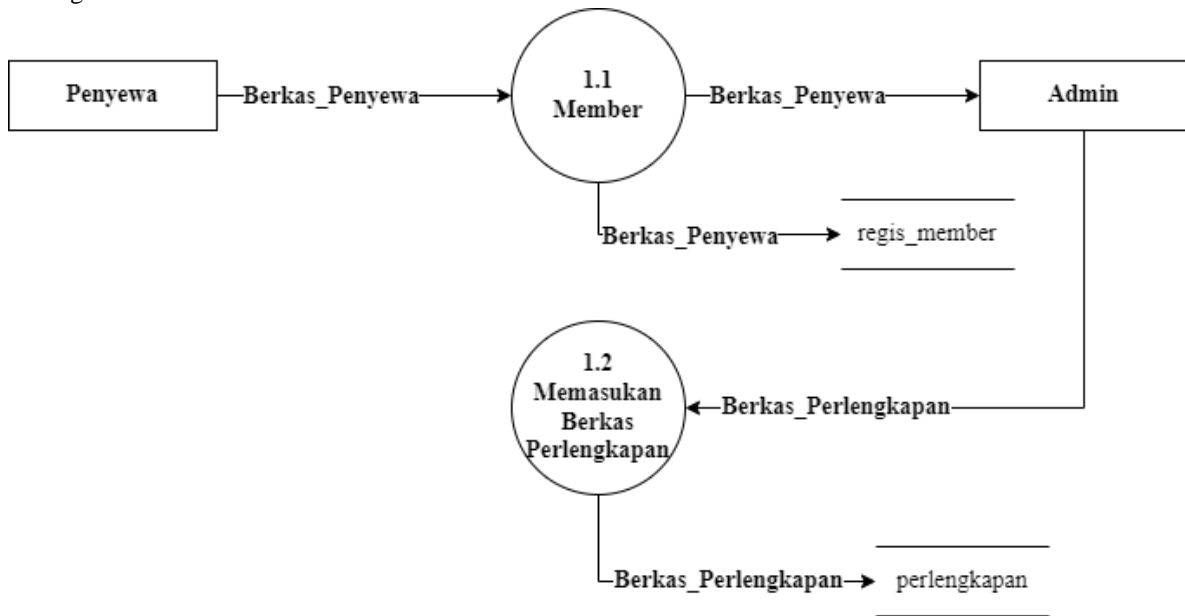 Penyewa
Berkas_Penyewa
1.1
Member
Berkas_Penyewa
Admin
Berkas_Penyewa
regis_member
1.2
Memasukan
Berkas
Perlengkapan
Berkas_Perlengkapan
Berkas_Perlengkapan
perlengkapan